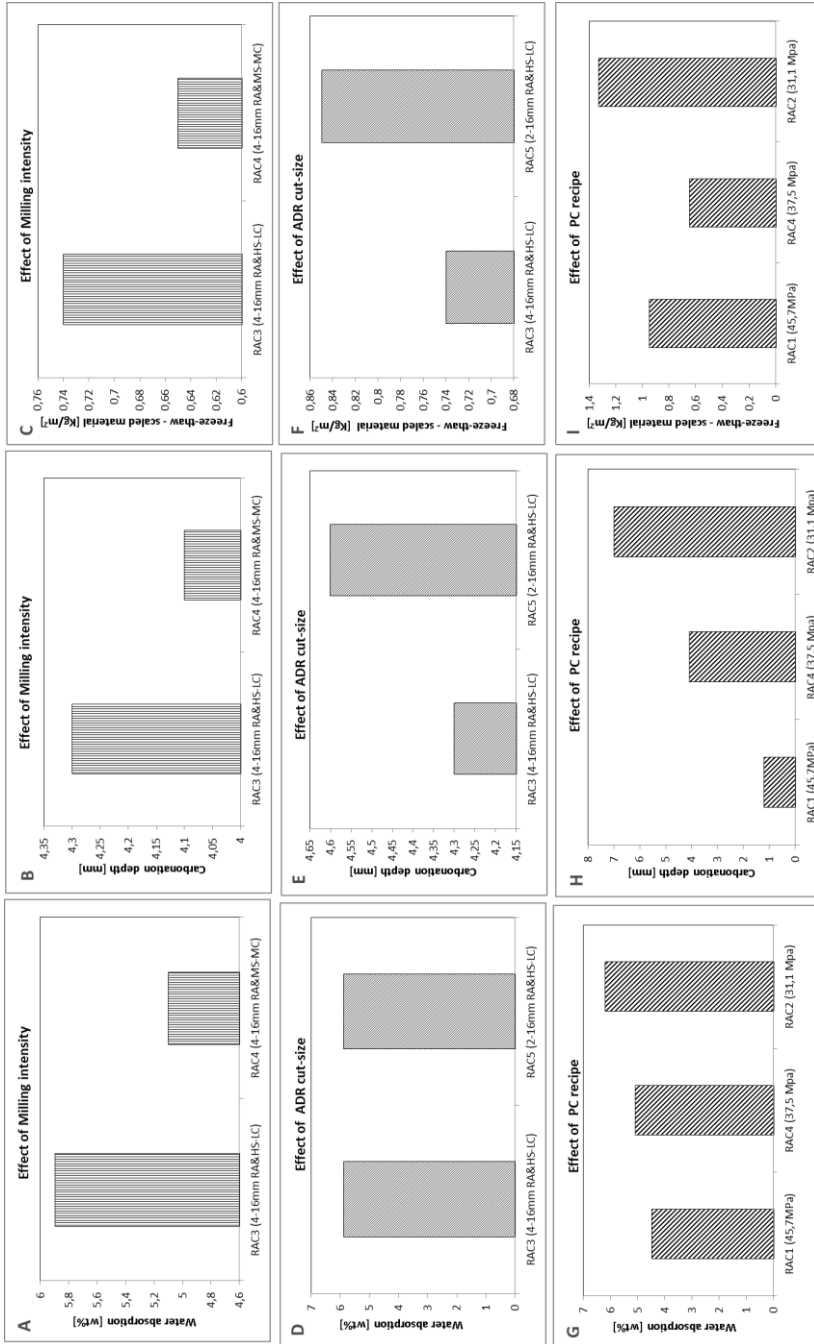 A
Effect of Milling intensity
Water absorption [wt%]
6
5,8
5,6
5,4
5,2
5
4,8
4,6
RAC3 (4-16mm RA&HS-LC)
RAC4 (4-16mm RA&MS-MC)
B
Effect of Milling intensity
Carbonation depth [mm]
4,35
4,3
4,25
4,2
4,15
4,1
4,05
4
RAC3 (4-16mm RA&HS-LC)
RAC4 (4-16mm RA&MS-MC)
C
Effect of Milling intensity
Freeze-thaw - scaled material [Kg/m²]
0,76
0,74
0,72
0,7
0,68
0,66
0,64
0,62
0,6
RAC3 (4-16mm RA&HS-LC)
RAC4 (4-16mm RA&MS-MC)
D
Effect of ADR cut-size
Water absorption [wt%]
7
6
5
4
3
2
1
0
RAC3 (4-16mm RA&HS-LC)
RAC5 (2-16mm RA&HS-LC)
E
Effect of ADR cut-size
Carbonation depth [mm]
4,65
4,6
4,55
4,5
4,45
4,4
4,35
4,3
4,25
4,2
4,15
RAC3 (4-16mm RA&HS-LC)
RAC5 (2-16mm RA&HS-LC)
F
Effect of ADR cut-size
Freeze-thaw - scaled material [Kg/m²]
0,86
0,84
0,82
0,8
0,78
0,76
0,74
0,72
0,7
0,68
RAC3 (4-16mm RA&HS-LC)
RAC5 (2-16mm RA&HS-LC)
G
Effect of PC recipe
Water absorption [wt%]
7
6
5
4
3
2
1
0
RAC1 (45,7MPa)
RAC4 (37,5 Mpa)
RAC2 (31,1 Mpa)
H
Effect of PC recipe
Carbonation depth [mm]
8
7
6
5
4
3
2
1
0
RAC1 (45,7MPa)
RAC4 (37,5 Mpa)
RAC2 (31,1 Mpa)
I
Effect of PC recipe
Freeze-thaw - scaled material [Kg/m²]
1,4
1,2
1
0,8
0,6
0,4
0,2
0
RAC1 (45,7MPa)
RAC4 (37,5 Mpa)
RAC2 (31,1 Mpa)